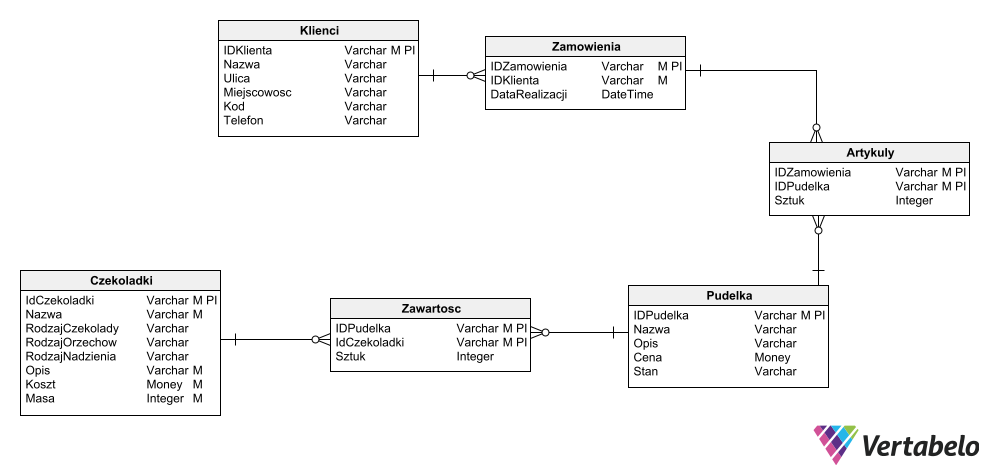 Klienci
IDKlienta Varchar M PI
Nazwa Varchar
Ulica Varchar
Miejscowosc Varchar
Kod Varchar
Telefon Varchar
Zamowienia
IDZamowienia Varchar M PI
IDKlienta Varchar M
DataRealizacji DateTime
Artykuly
IDZamowienia Varchar M PI
IDPudelka Varchar M PI
Sztuk Integer
Czekoladki
IdCzekoladki Varchar M PI
Nazwa Varchar M
RodzajCzekolady Varchar
RodzajOrzechow Varchar
RodzajNadzienia Varchar
Opis Varchar M
Koszt Money M
Masa Integer M
Zawartosc
IDPudelka Varchar M PI
IdCzekoladki Varchar M PI
Sztuk Integer
Pudelka
IDPudelka Varchar M PI
Nazwa Varchar
Opis Varchar
Cena Money
Stan Varchar
Vertabelo